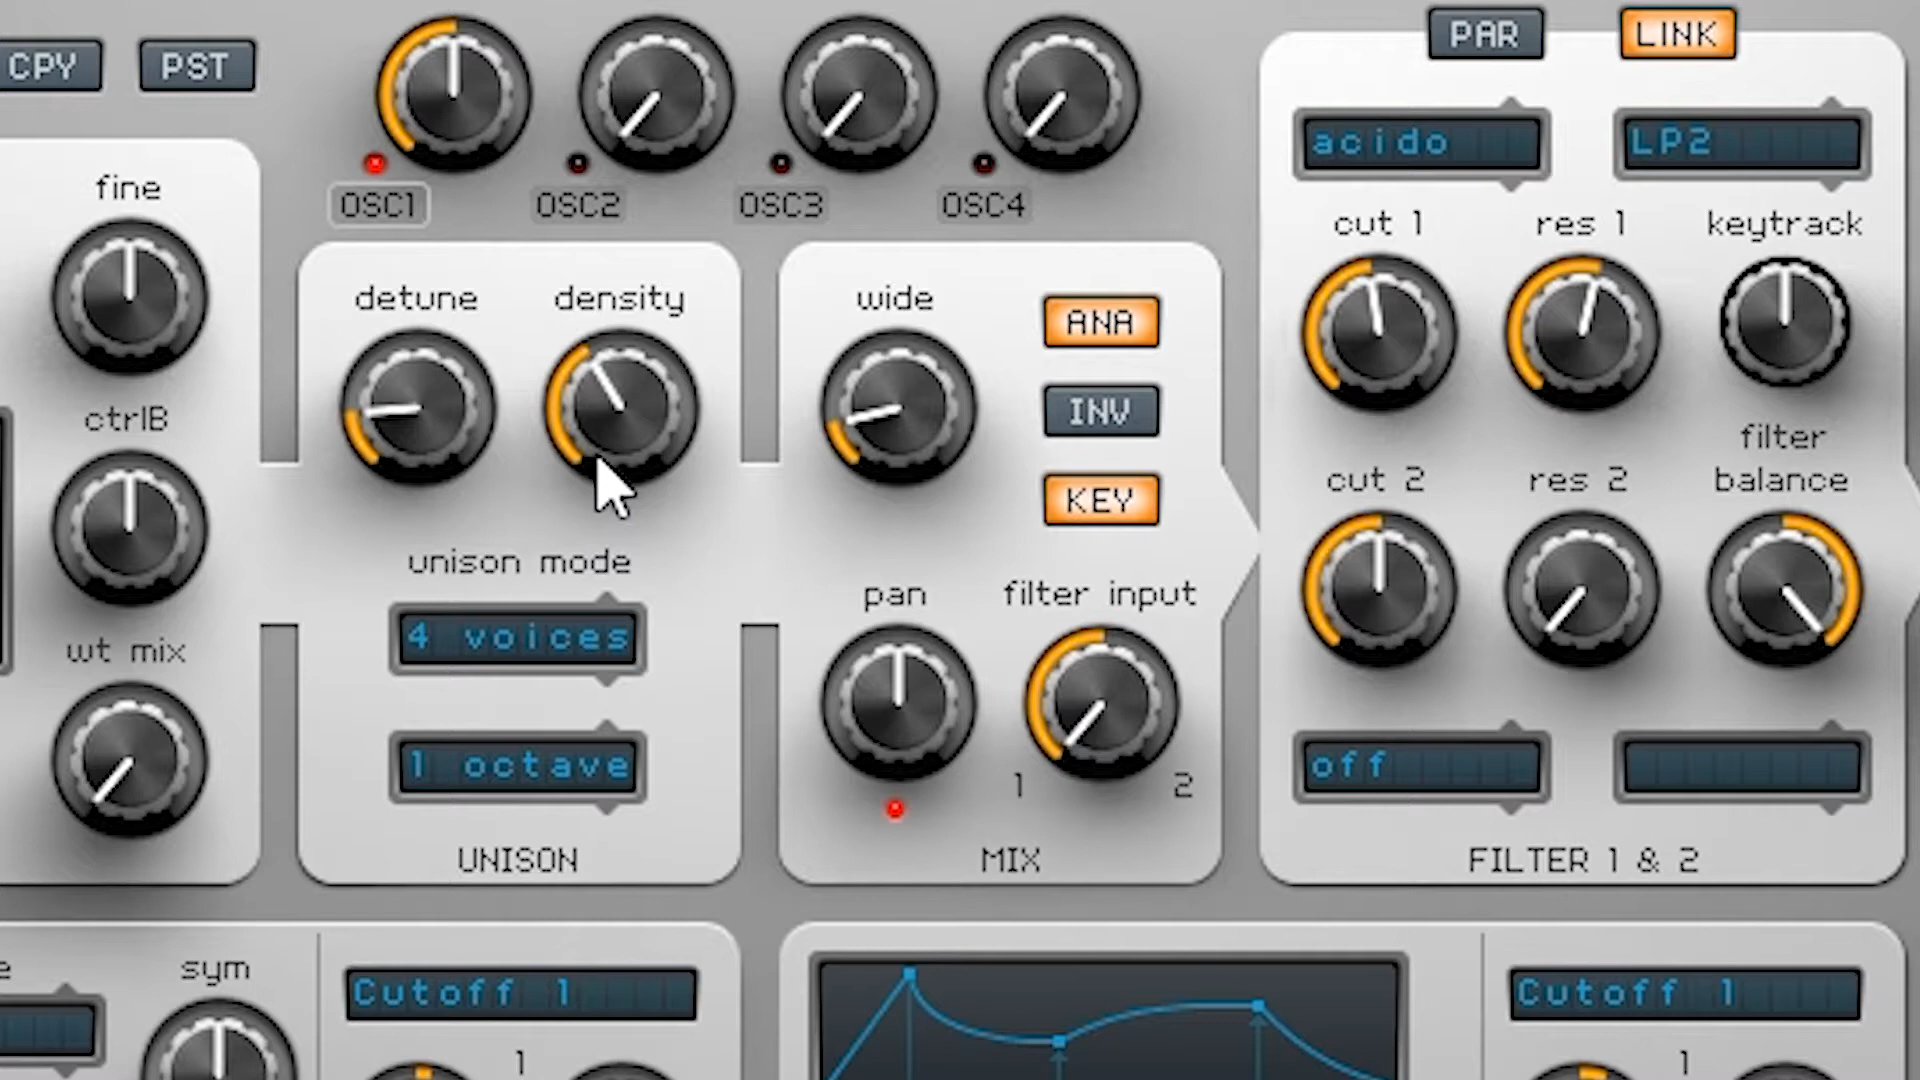 PAR LINK
CPY PST
acido LP2
fine
OSC1 OSC2 OSC3 OSC4
cut 1 res 1 keytrack
detune density wide
ANA
ctrlB
INV
filter
balance
cut 2 res 2
KEY
unison mode
pan filter input
4 voices
wt mix
1 octave
off
1 2
UNISON MIX FILTER 1 & 2
sym
Cutoff 1 Cutoff 1
1 1